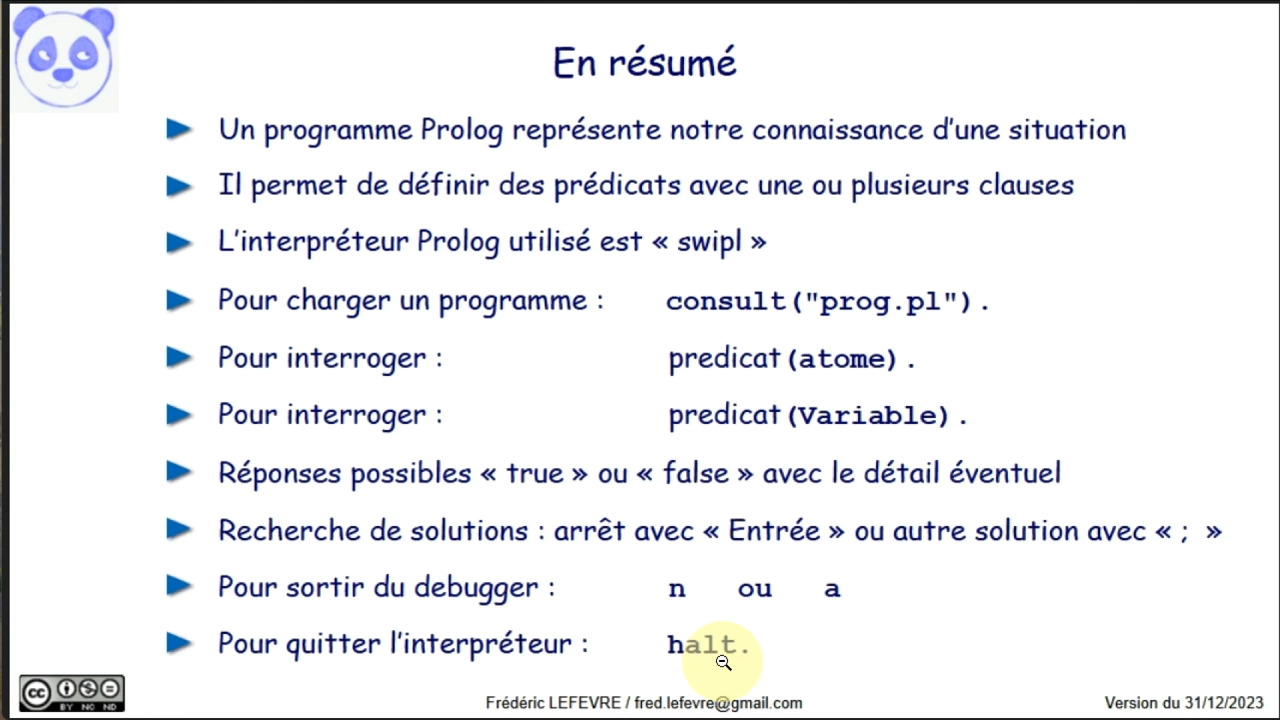 En résumé
Un programme Prolog représente notre connaissance d'une situation
Il permet de définir des prédicats avec une ou plusieurs clauses
L'interpréteur Prolog utilisé est « swipl »
Pour charger un programme : consult("prog.pl").
Pour interroger : predicat(atome).
Pour interroger : predicat(Variable).
Réponses possibles « true » ou « false » avec le détail éventuel
Recherche de solutions : arrêt avec « Entrée » ou autre solution avec « ; »
Pour sortir du debugger : n ou a
Pour quitter l'interpréteur : halt.
cc BY NC ND
Frédéric LEFEVRE / fred.lefevre@gmail.com
Version du 31/12/2023